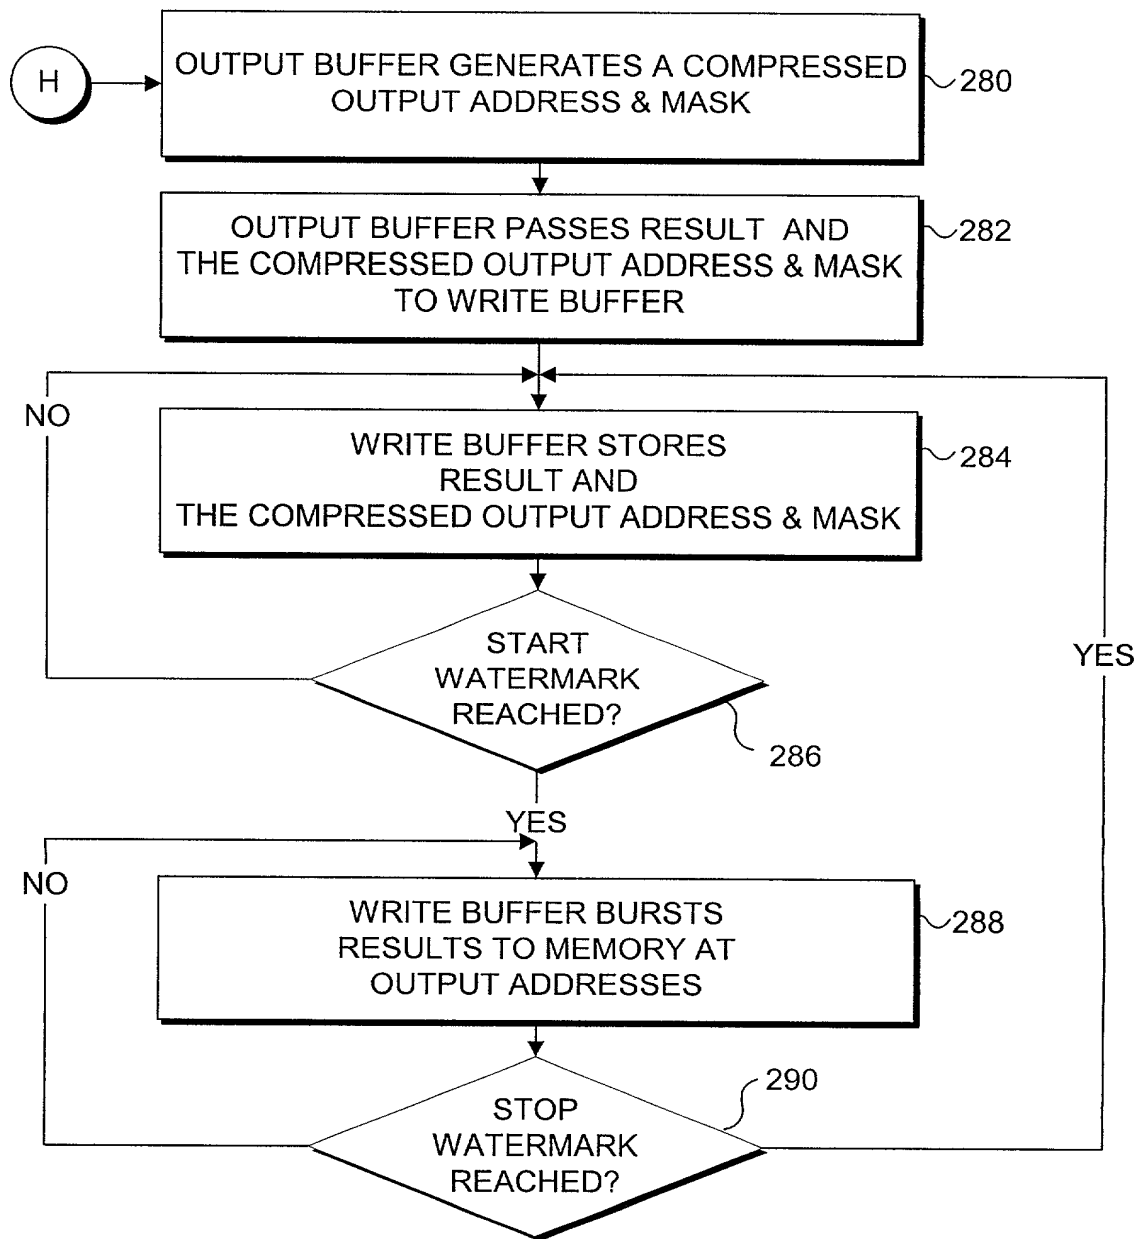 H
OUTPUT BUFFER GENERATES A COMPRESSED
OUTPUT ADDRESS & MASK
280
OUTPUT BUFFER PASSES RESULT AND
THE COMPRESSED OUTPUT ADDRESS & MASK
TO WRITE BUFFER
282
NO
WRITE BUFFER STORES
RESULT AND
THE COMPRESSED OUTPUT ADDRESS & MASK
284
START
WATERMARK
REACHED?
286
YES
YES
NO
WRITE BUFFER BURSTS
RESULTS TO MEMORY AT
OUTPUT ADDRESSES
288
STOP
WATERMARK
REACHED?
290